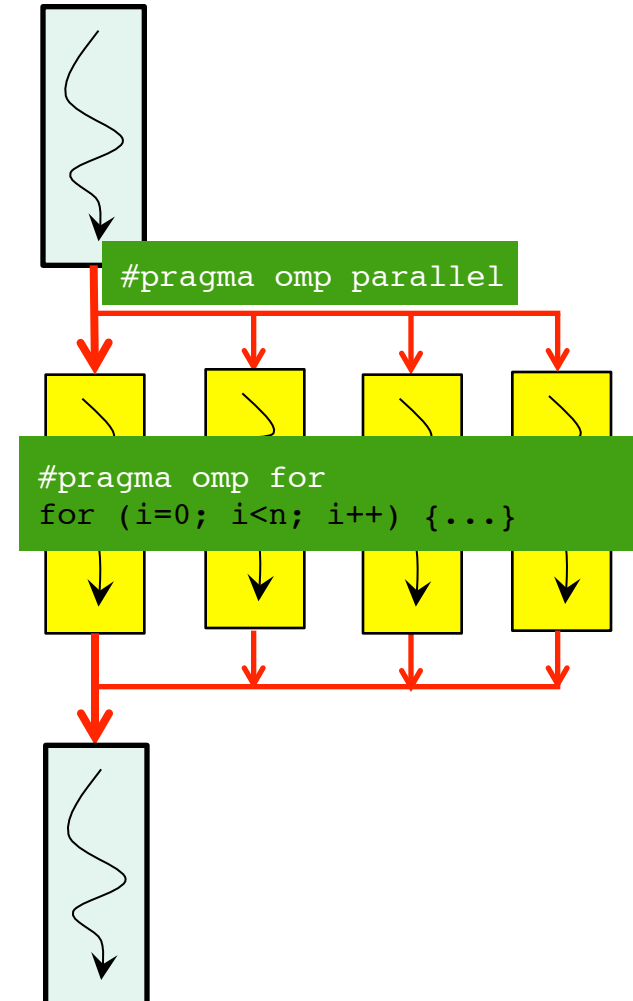 #pragma omp parallel
#pragma omp for
for (i=0; i<n; i++) {...}